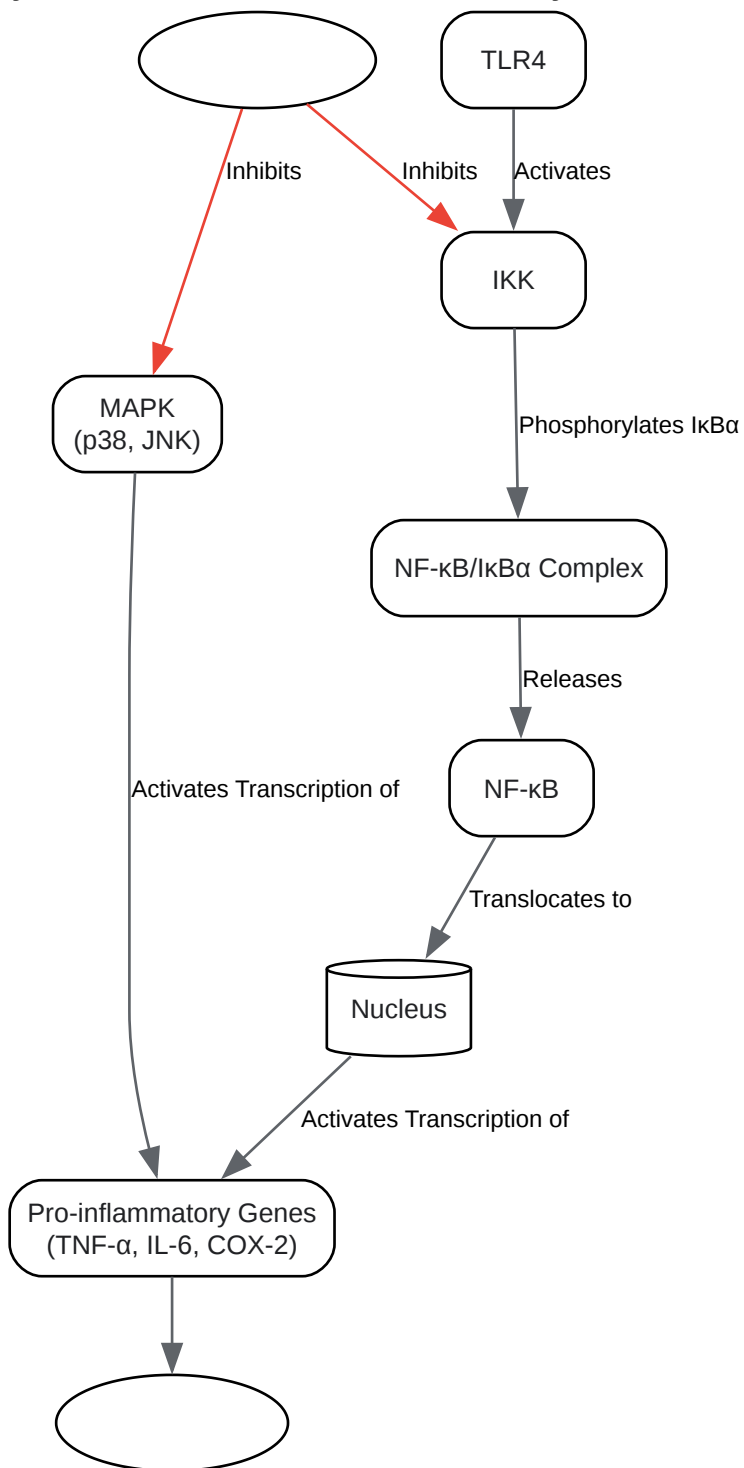 TLR4
Inhibits
Inhibits
Activates
IKK
MAPK
(p38, JNK)
Phosphorylates IκBα
NF-κB/IκBα Complex
Releases
NF-κB
Activates Transcription of
Translocates to
Nucleus
Activates Transcription of
Pro-inflammatory Genes
(TNF-α, IL-6, COX-2)